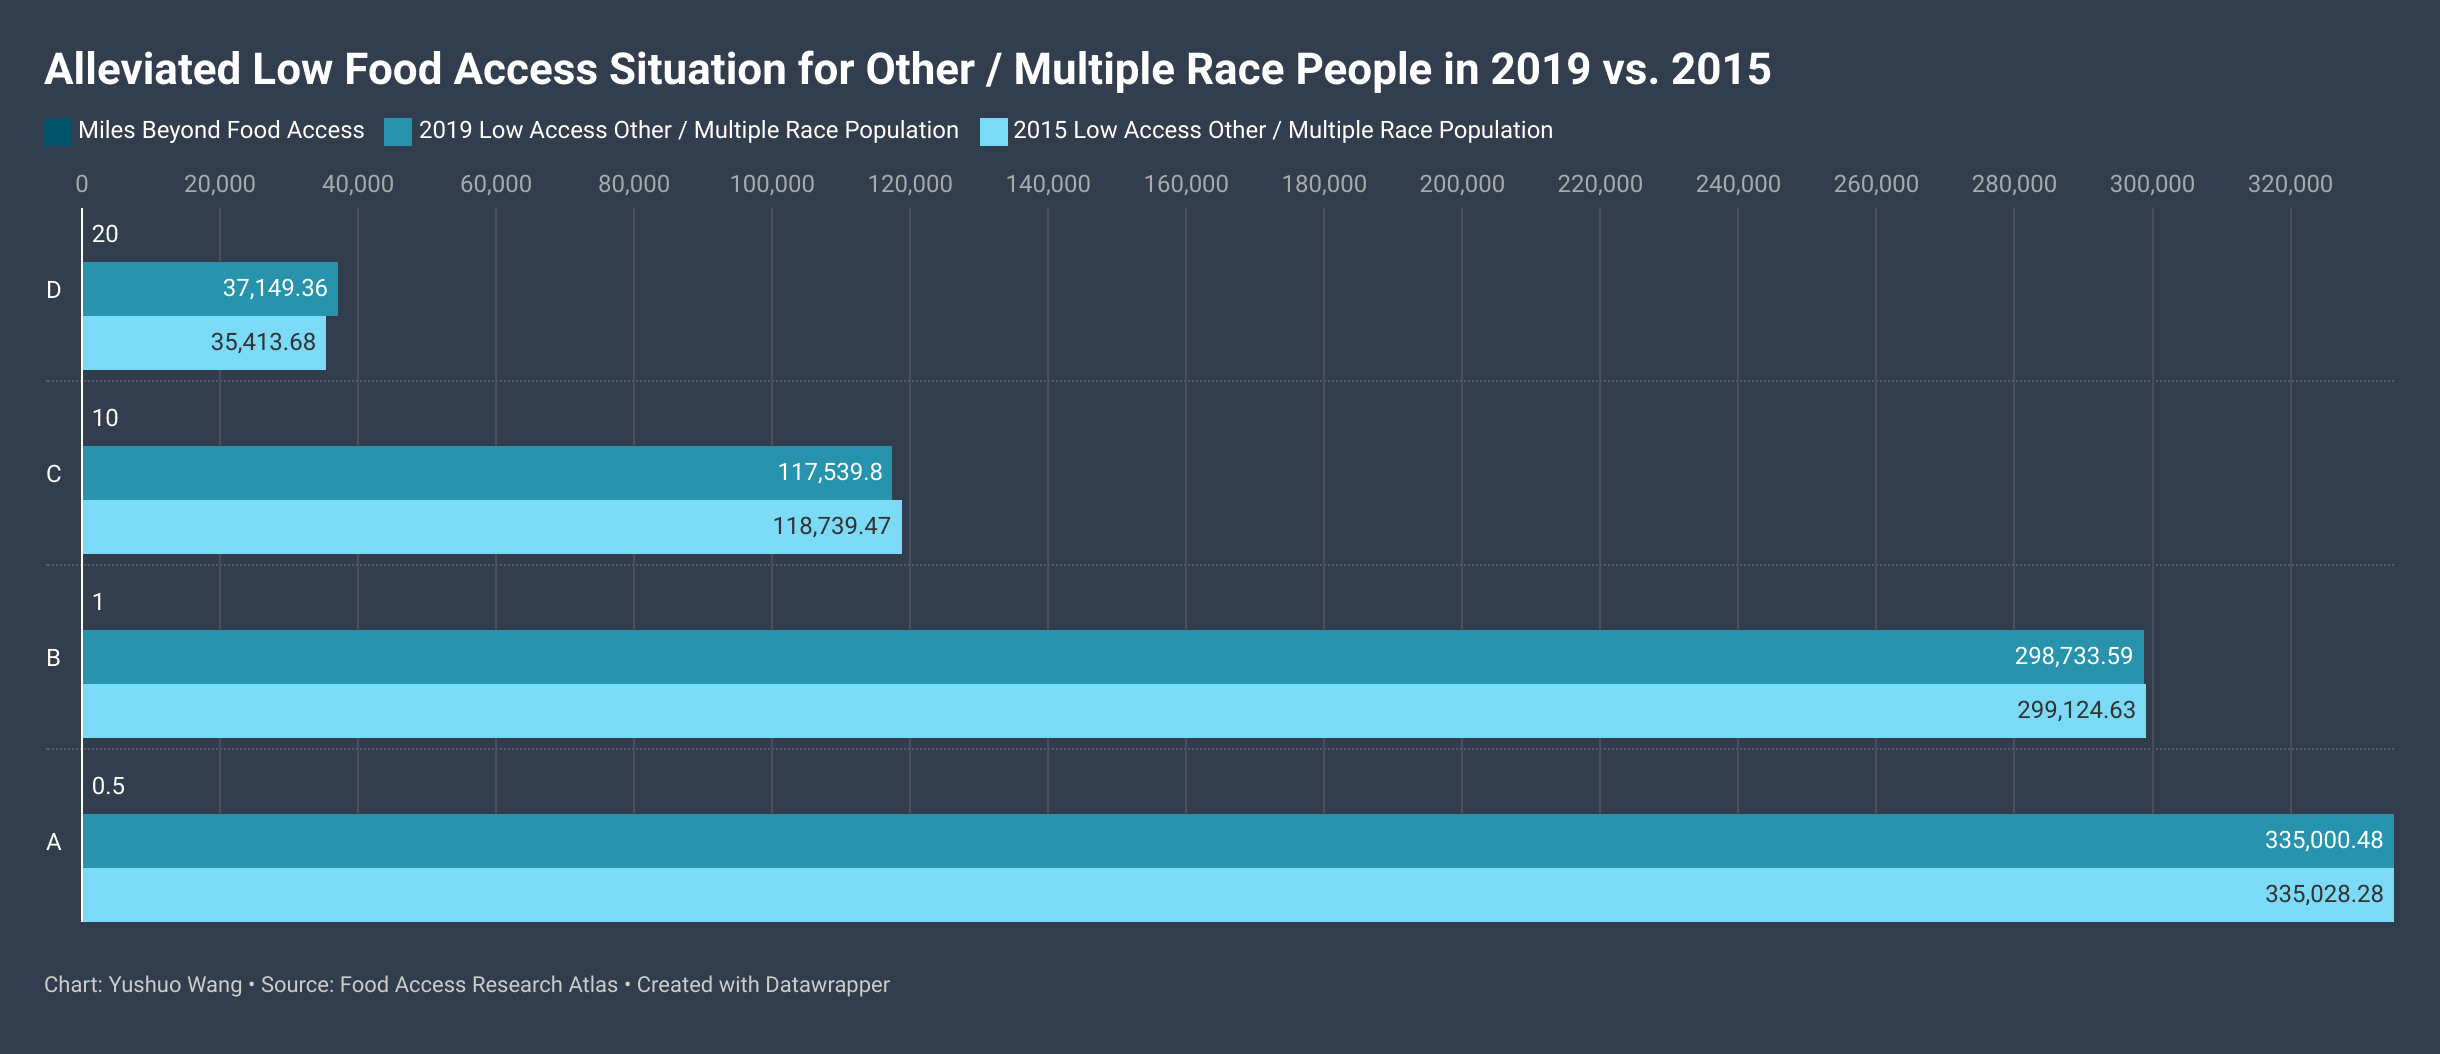 Alleviated Low Food Access Situation for Other / Multiple Race People in 2019 vs. 2015
Miles Beyond Food Access 2019 Low Access Other / Multiple Race Population 2015 Low Access Other / Multiple Race Population
0 20,000 40,000 60,000 80,000 100,000 120,000 140,000 160,000 180,000 200,000 220,000 240,000 260,000 280,000 300,000 320,000
20
D 37,149.36
35,413.68
10
C 117,539.8
118,739.47
1
B 298,733.59
299,124.63
0.5
A 335,000.48
335,028.28
Chart: Yushuo Wang • Source: Food Access Research Atlas • Created with Datawrapper